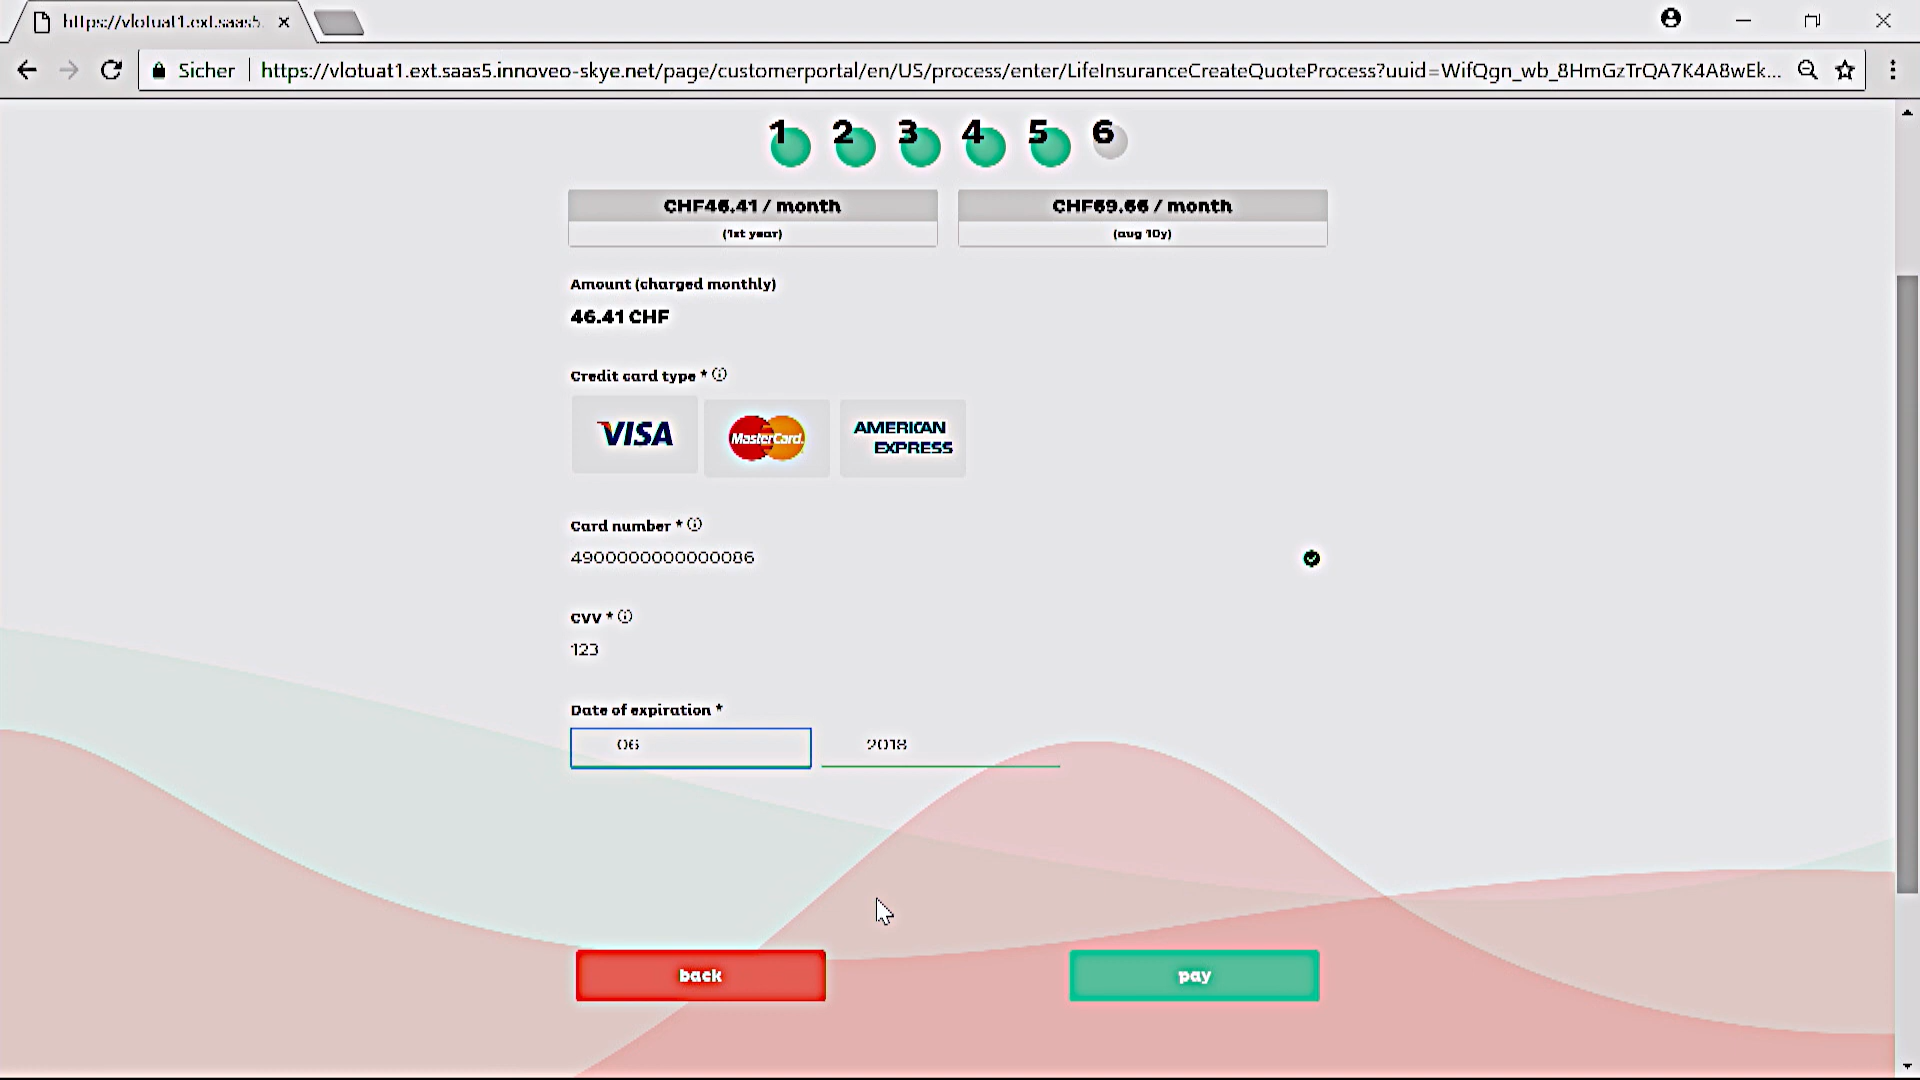 https://vlotuat1.ext.saas5.
Sicher
https://vlotuat1.ext.saas5.innoveo-skye.net/page/customerportal/en/US/process/enter/LifeInsuranceCreateQuoteProcess?uuid=WifQgn_wb_8HmGzTrQA7K4A8wEk...
1 2 3 4 5 6
CHF46.41 / month
(1st year)
CHF69.66 / month
(aug 10y)
Amount (charged monthly)
46.41 CHF
Credit card type *
VISA
MasterCard
AMERICAN
EXPRESS
Card number *
4900000000000086
CVV *
123
Date of expiration *
06 2018
back
pay